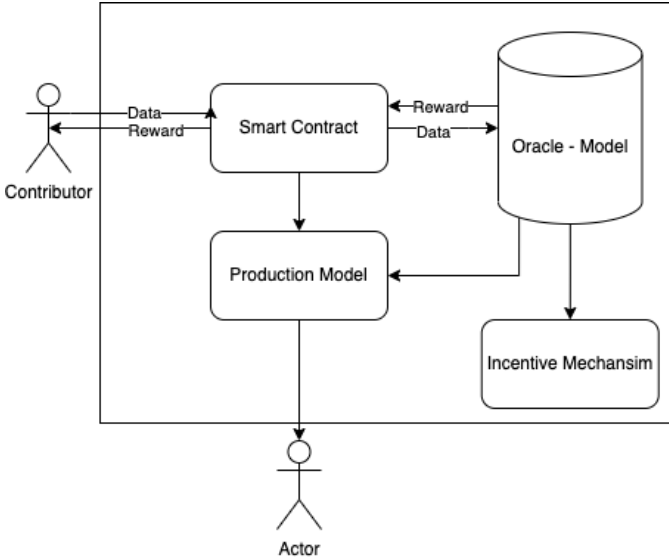 Data
Reward
Smart Contract
Reward
Data
Oracle - Model
Contributor
Production Model
Incentive Mechansim
Actor